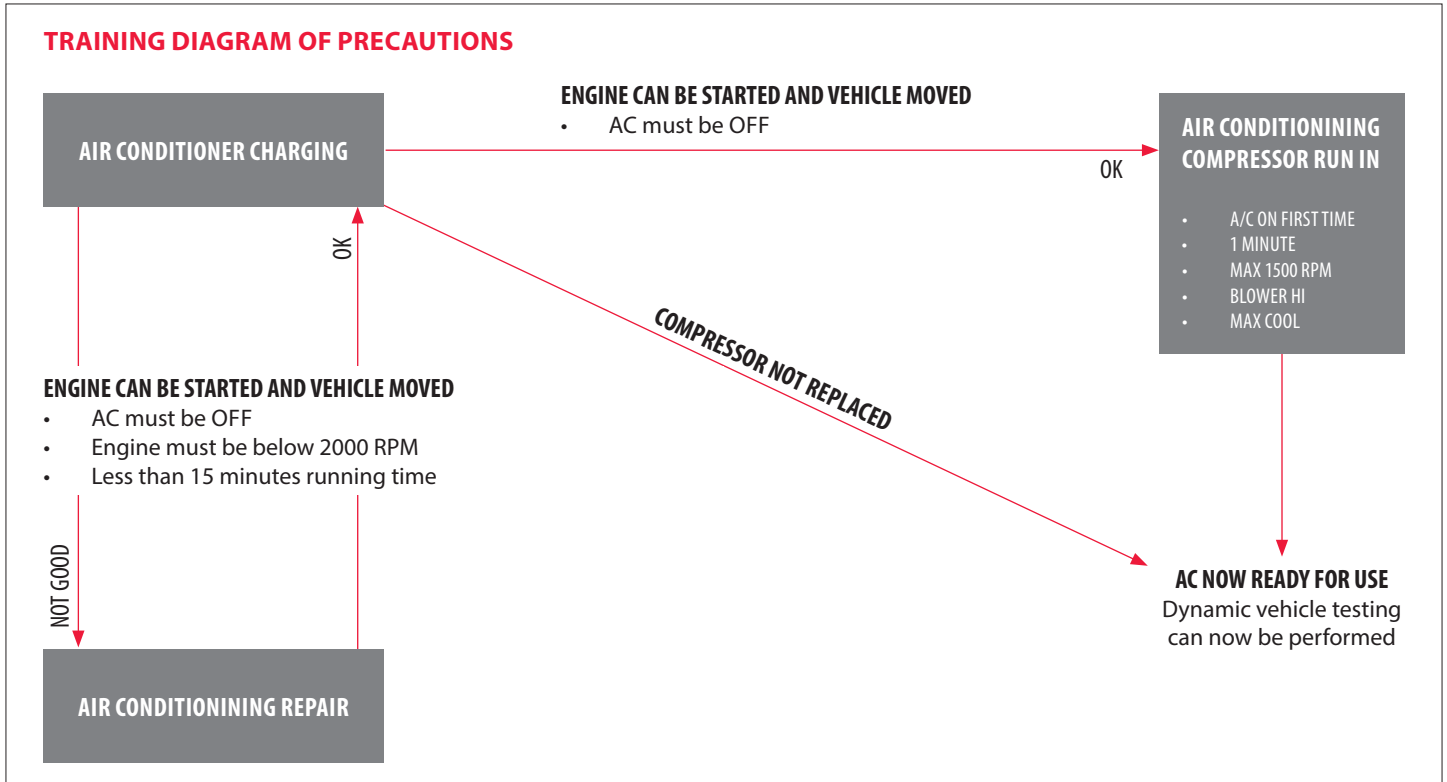 TRAINING DIAGRAM OF PRECAUTIONS
AIR CONDITIONER CHARGING
ENGINE CAN BE STARTED AND VEHICLE MOVED
• AC must be OFF
OK
AIR CONDITIONINING
COMPRESSOR RUN IN
• A/C ON FIRST TIME
• 1 MINUTE
• MAX 1500 RPM
• BLOWER HI
• MAX COOL
OK
COMPRESSOR NOT REPLACED
ENGINE CAN BE STARTED AND VEHICLE MOVED
• AC must be OFF
• Engine must be below 2000 RPM
• Less than 15 minutes running time
NOT GOOD
AC NOW READY FOR USE
Dynamic vehicle testing
can now be performed
AIR CONDITIONINING REPAIR